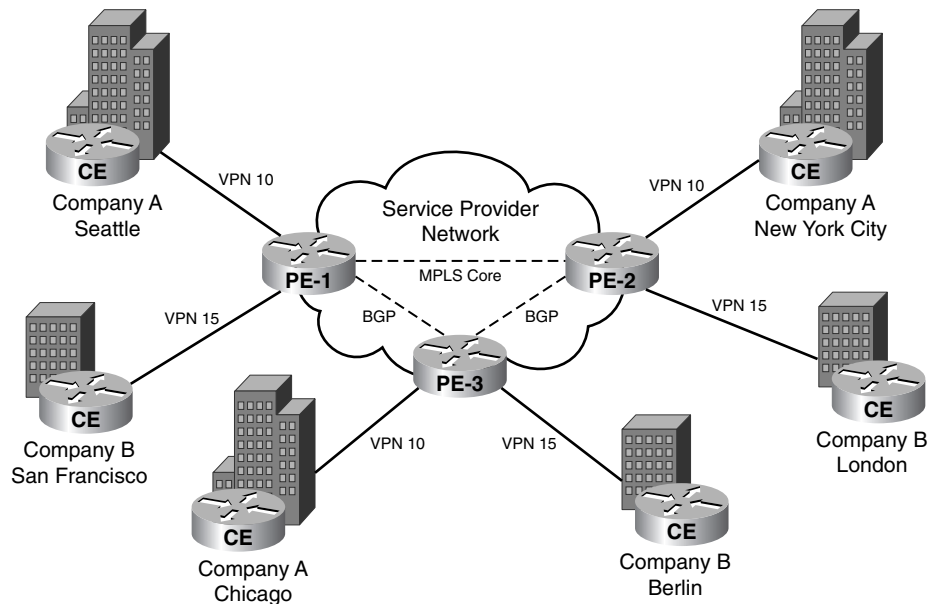 CE
Company A
Seattle
VPN 10
Service Provider
Network
VPN 10
CE
Company A
New York City
PE-1
MPLS Core
PE-2
VPN 15
BGP
BGP
VPN 15
PE-3
CE
Company B
San Francisco
VPN 10
VPN 15
CE
Company B
London
CE
Company A
Chicago
CE
Company B
Berlin